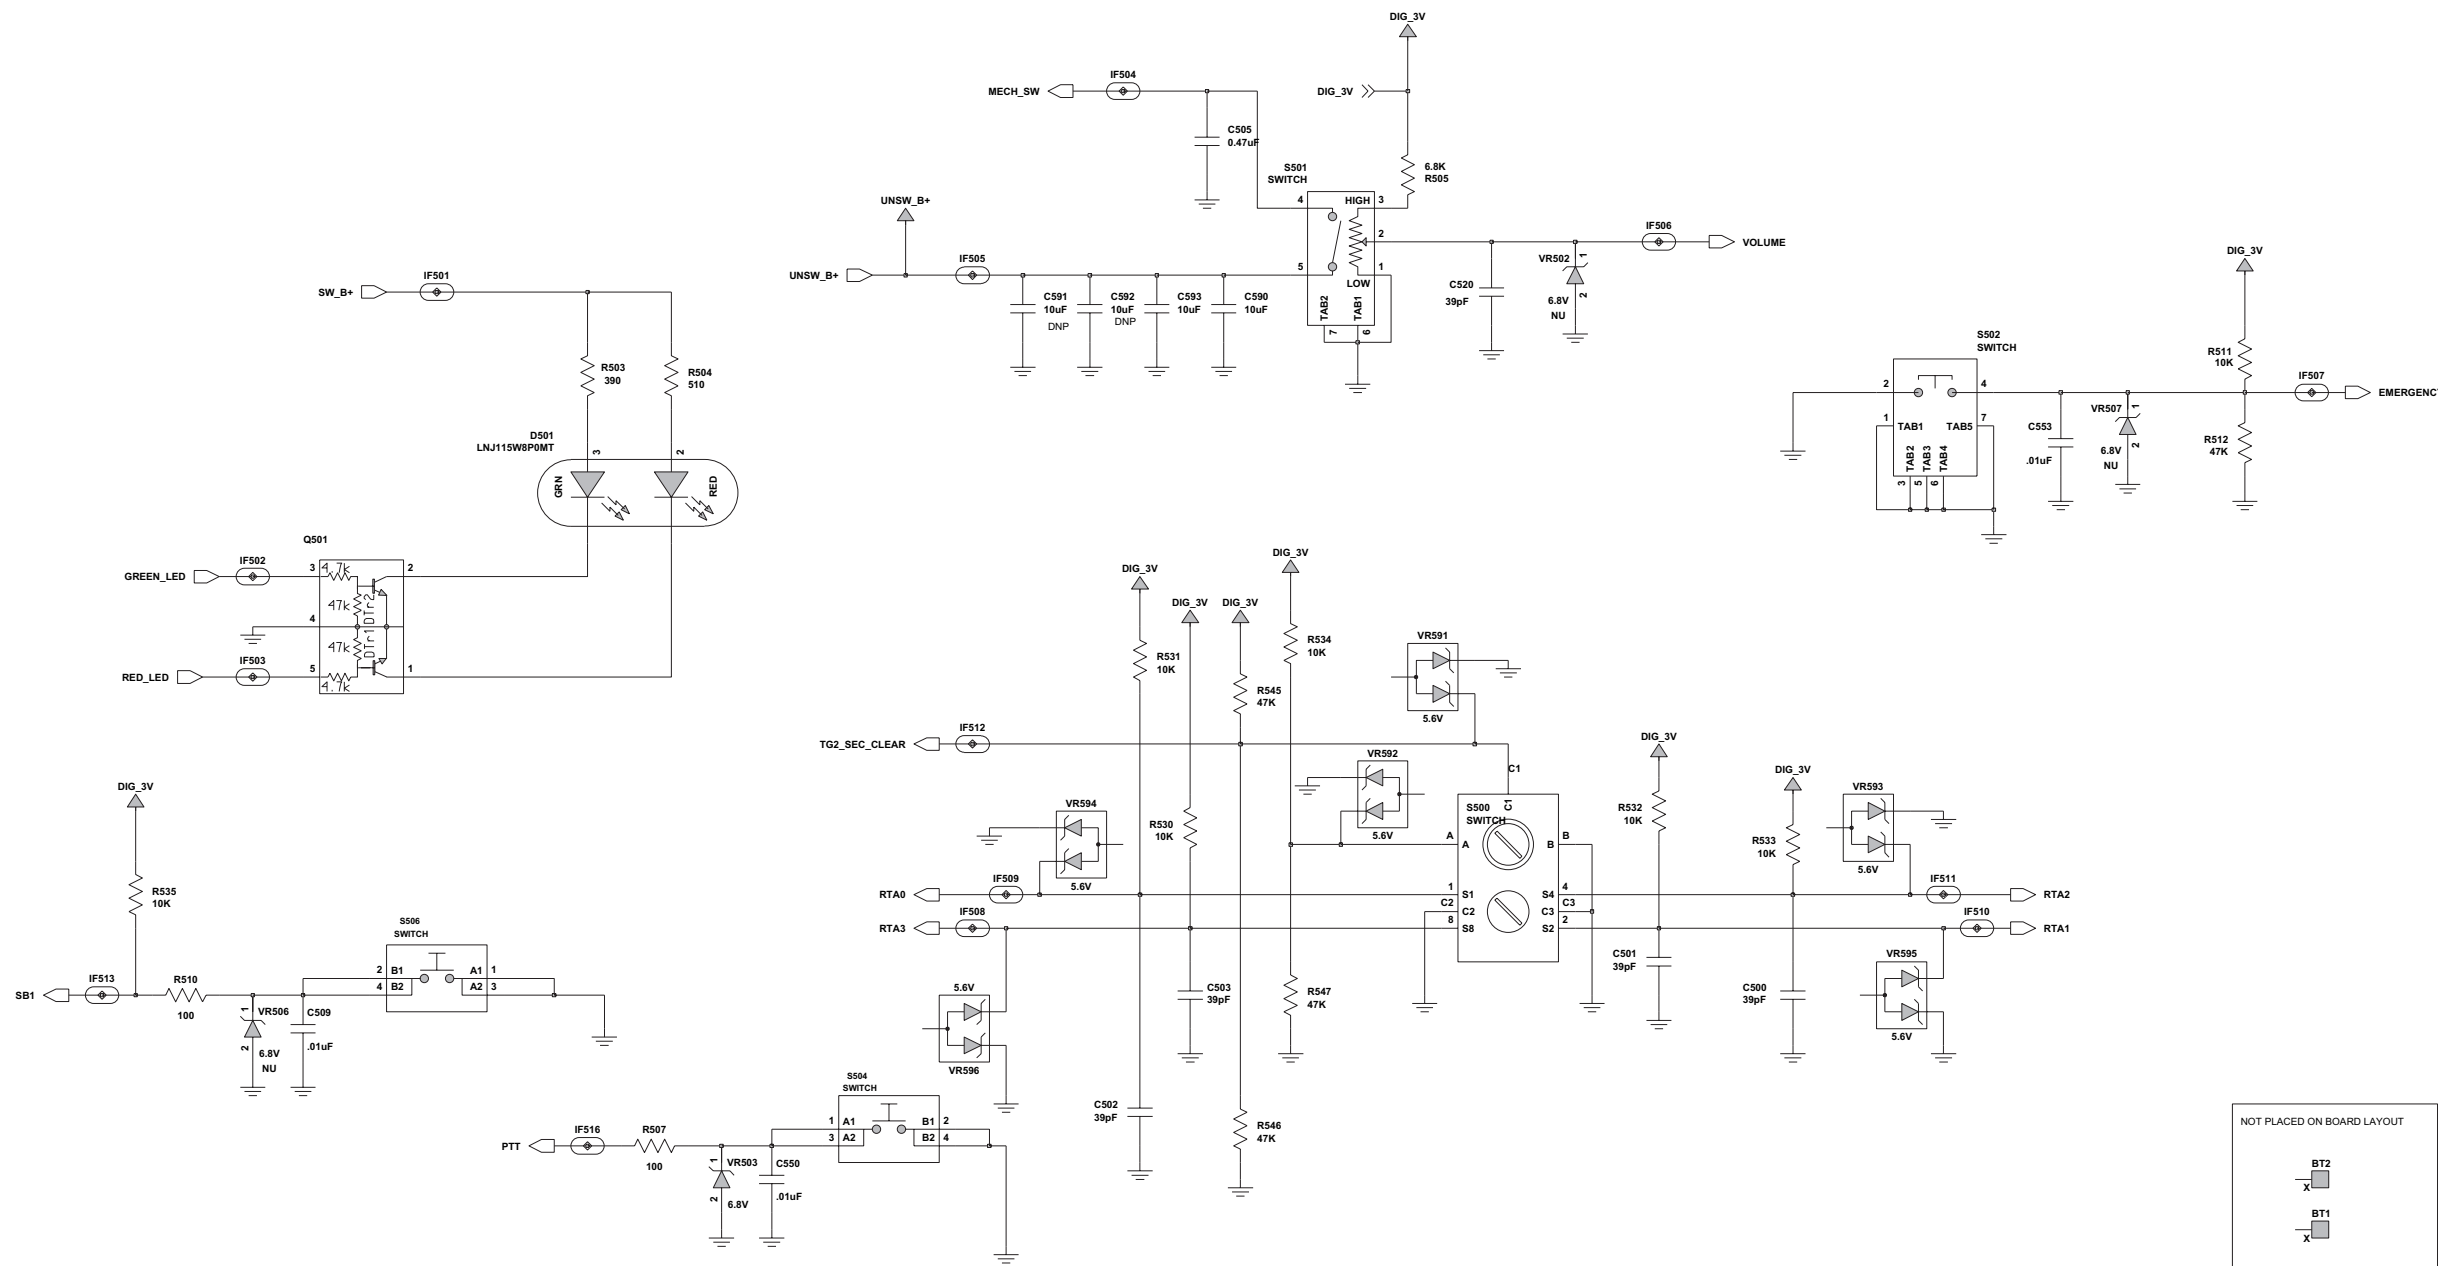 DIG_3V
MECH_SW
IF504
DIG_3V
C505
0.47uF
S501
SWITCH
6.8K
R505
4
HIGH
3
2
5
1
LOW
TAB2
TAB1
7
6
UNSW_B+
UNSW_B+
IF505
C591
10uF
DNP
C592
10uF
DNP
C593
10uF
C590
10uF
IF506
VOLUME
C520
39pF
VR502
1
2
6.8V
NU
SW_B+
IF501
R503
390
R504
510
D501
LNJ115W8P0MT
3
2
GRN
RED
Q501
GREEN_LED
IF502
3
4.7k
2
47k
DTr2
4
47k
DTr1
RED_LED
IF503
5
4.7k
1
DIG_3V
S502
SWITCH
R511
10K
2
4
1
TAB1
TAB5
7
TAB2
TAB3
TAB4
3
5
6
C553
.01uF
VR507
1
2
6.8V
NU
R512
47K
IF507
EMERGENC
DIG_3V
DIG_3V
DIG_3V
DIG_3V
R531
10K
R534
10K
R545
47K
VR591
5.6V
TG2_SEC_CLEAR
IF512
VR592
5.6V
C1
C1
S500
SWITCH
A
A
B
B
1
S1
S4
4
C2
C2
C3
C3
8
S8
S2
2
VR594
5.6V
R530
10K
RTA0
IF509
RTA3
IF508
DIG_3V
R532
10K
DIG_3V
R533
10K
VR593
5.6V
IF511
RTA2
IF510
RTA1
C501
39pF
C500
39pF
VR595
5.6V
C503
39pF
R547
47K
5.6V
VR596
C502
39pF
R546
47K
DIG_3V
R535
10K
SB1
IF513
R510
100
S506
SWITCH
2
B1
A1
1
4
B2
A2
3
1
VR506
2
6.8V
NU
C509
.01uF
S504
SWITCH
1
A1
B1
2
3
A2
B2
4
PTT
IF516
R507
100
1
VR503
2
6.8V
C550
.01uF
NOT PLACED ON BOARD LAYOUT
BT2
X
BT1
X